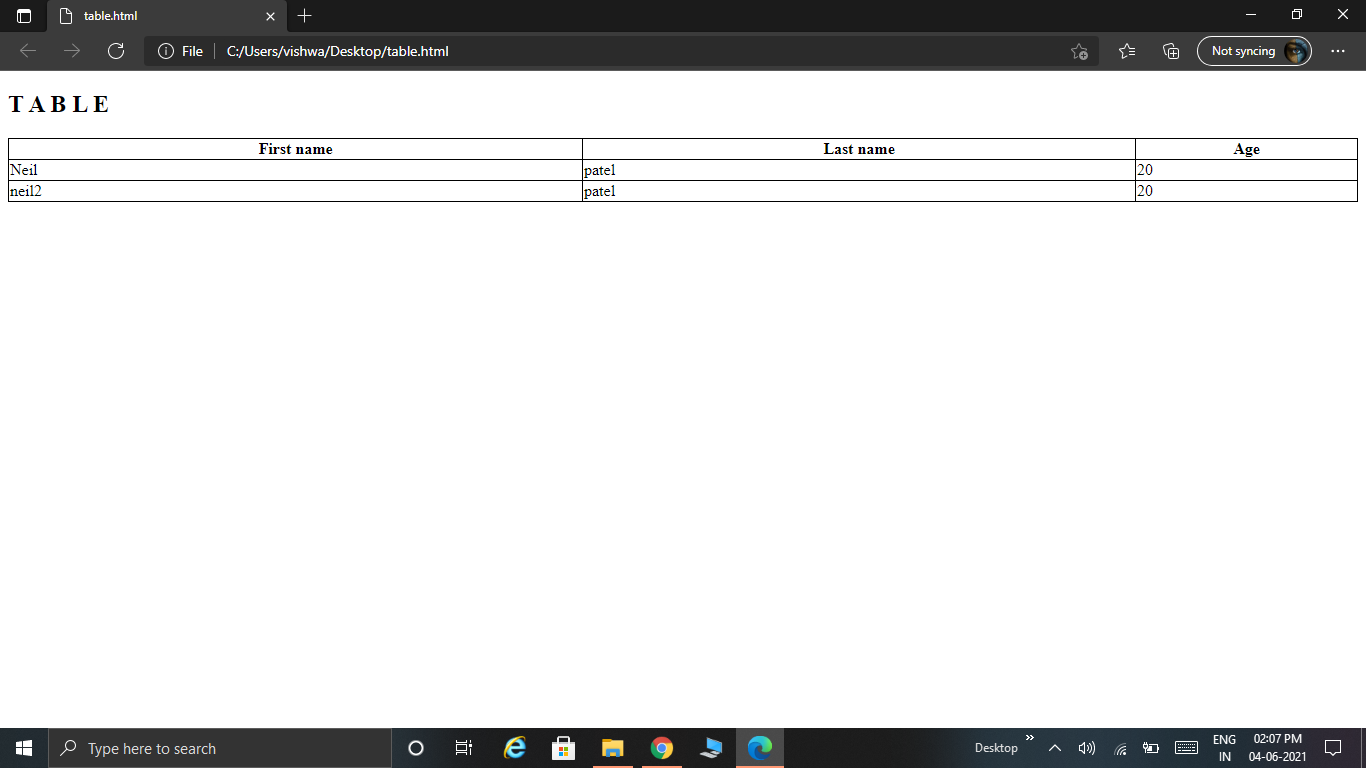 table.html
File
C:/Users/vishwa/Desktop/table.html
Not syncing
T A B L E
First name Last name Age
Neil patel 20
neil2 patel 20
Type here to search
Desktop
ENG
IN
02:07 PM
04-06-2021